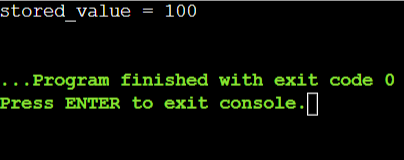 stored_value = 100
...Program finished with exit code 0
Press ENTER to exit console.